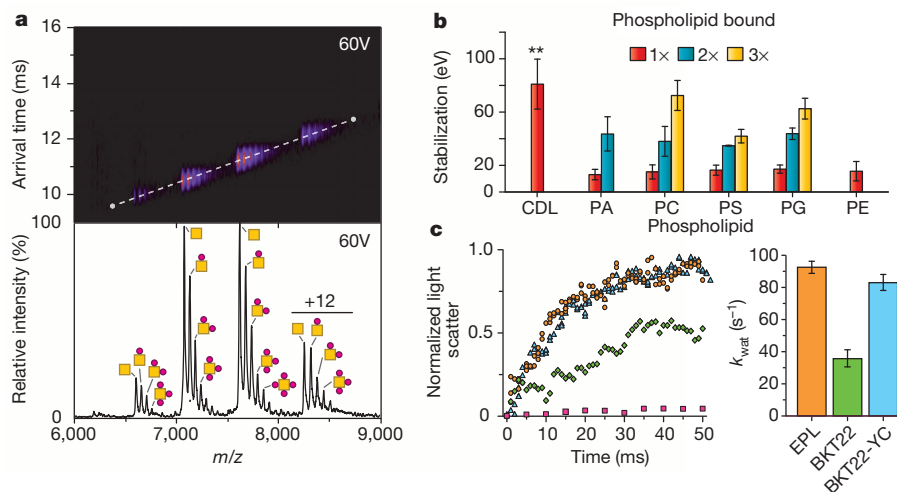 a
16
60V
14
12
10
Arrival time (ms)
100
60V
+12
0
Relative intensity (%)
6,000 7,000 8,000 9,000
m/z
b
Phospholipid bound
1× 2× 3×
**
100
60
20
0
Stabilization (eV)
CDL PA PC PS PG PE
Phospholipid
c
1.0
0.5
0
Normalized light
scatter
0 10 20 30 40 50
Time (ms)
100
80
60
40
20
0
kwat (s⁻¹)
EPL BKT22 BKT22-YC